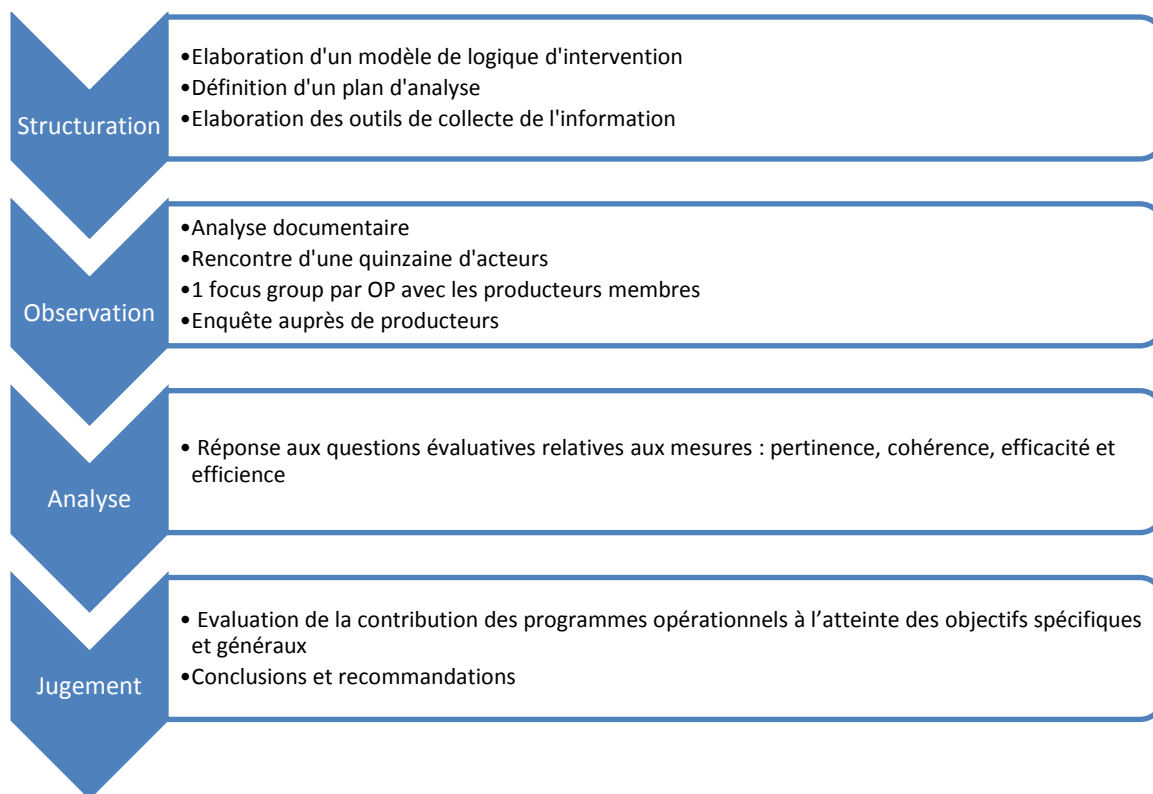 Structuration
•Elaboration d'un modèle de logique d'intervention
•Définition d'un plan d'analyse
•Elaboration des outils de collecte de l'information
Observation
•Analyse documentaire
•Rencontre d'une quinzaine d'acteurs
•1 focus group par OP avec les producteurs membres
•Enquête auprès de producteurs
Analyse
• Réponse aux questions évaluatives relatives aux mesures : pertinence, cohérence, efficacité et
efficience
Jugement
• Evaluation de la contribution des programmes opérationnels à l’atteinte des objectifs spécifiques
et généraux
•Conclusions et recommandations